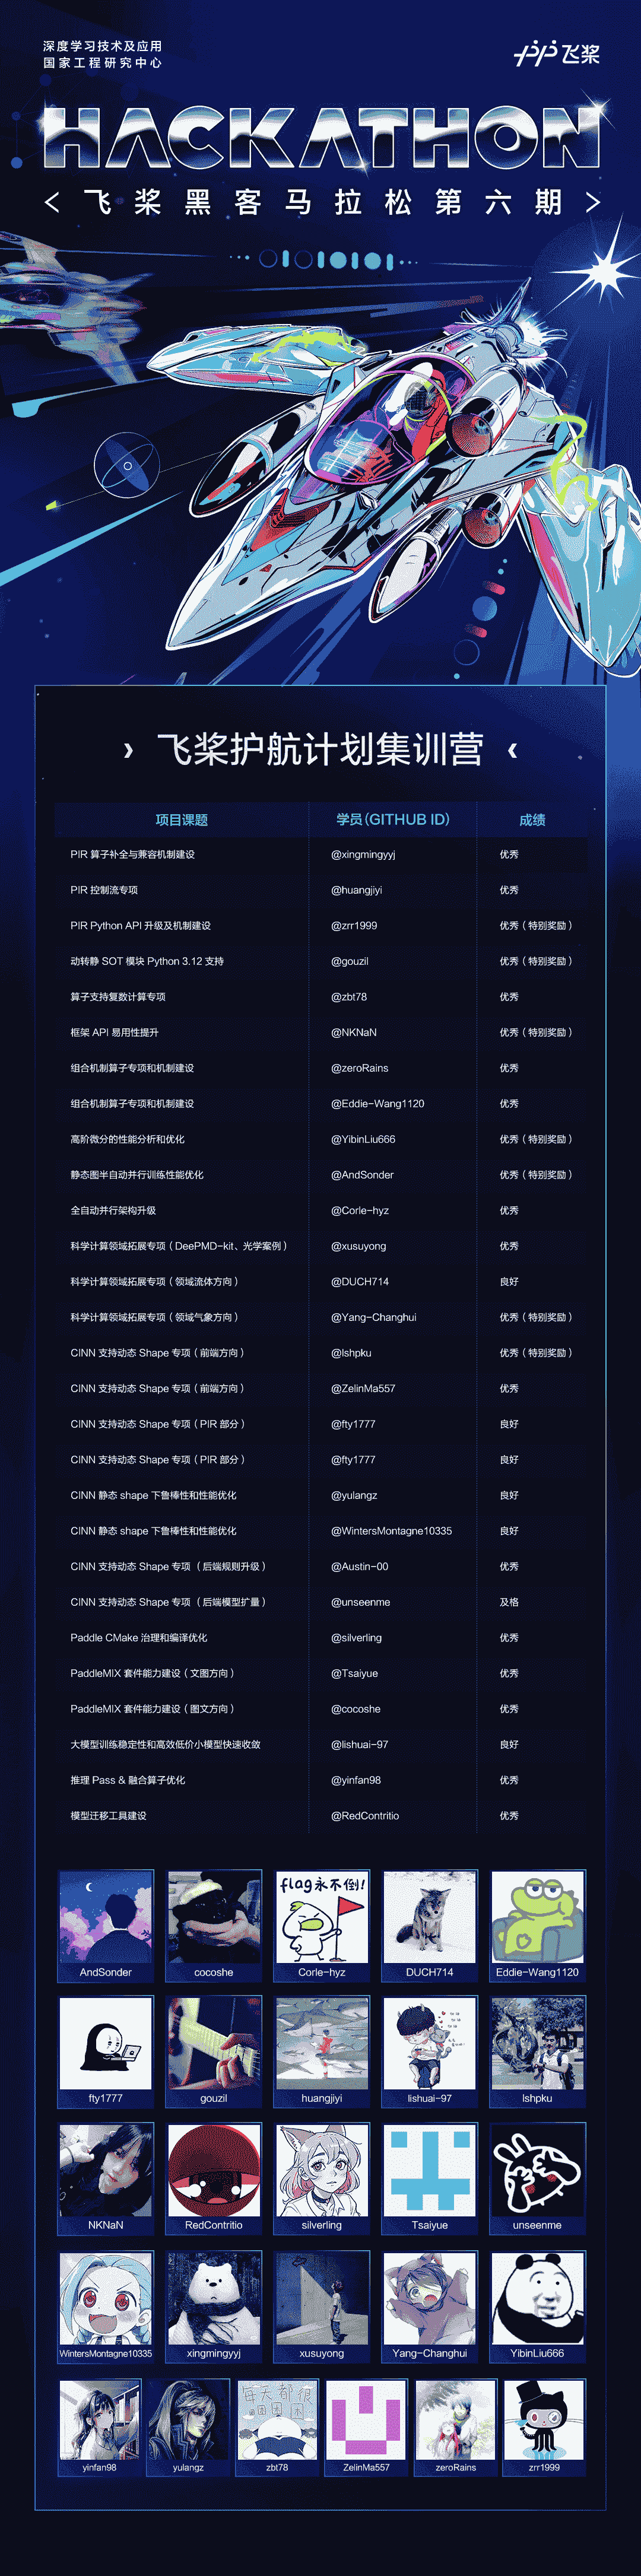 深度学习技术及应用
国家工程研究中心
飞桨
HACKATHON
<飞桨黑客马拉松第六期>
飞桨护航计划集训营
项目课题 学员(GITHUB ID) 成绩
PIR 算子补全与兼容机制建设 @xingmingyyj 优秀
PIR 控制流专项 @huangjiyi 优秀
PIR Python API 升级及机制建设 @zrr1999 优秀(特别奖励)
动转静 SOT 模块 Python 3.12 支持 @gouzil 优秀(特别奖励)
算子支持复数计算专项 @zbt78 优秀
框架 API 易用性提升 @NKNaN 优秀(特别奖励)
组合机制算子专项和机制建设 @zeroRains 优秀
组合机制算子专项和机制建设 @Eddie-Wang1120 优秀
高阶微分的性能分析和优化 @YibinLiu666 优秀(特别奖励)
静态图半自动并行训练性能优化 @AndSonder 优秀(特别奖励)
全自动并行架构升级 @Corle-hyz 优秀
科学计算领域拓展专项(DeePMD-kit、光学案例) @xusuyong 优秀
科学计算领域拓展专项(领域流体方向) @DUCH714 良好
科学计算领域拓展专项(领域气象方向) @Yang-Changhui 优秀(特别奖励)
CINN 支持动态 Shape 专项(前端方向) @lshpku 优秀(特别奖励)
CINN 支持动态 Shape 专项(前端方向) @ZelinMa557 优秀
CINN 支持动态 Shape 专项(PIR 部分) @fty1777 良好
CINN 支持动态 Shape 专项(PIR 部分) @fty1777 良好
CINN 静态 shape 下鲁棒性和性能优化 @yulangz 良好
CINN 静态 shape 下鲁棒性和性能优化 @WintersMontagne10335 良好
CINN 支持动态 Shape 专项 (后端规则升级) @Austin-00 优秀
CINN 支持动态 Shape 专项 (后端模型扩量) @unseenme 及格
Paddle CMake 治理和编译优化 @silverling 优秀
PaddleMIX 套件能力建设(文图方向) @Tsaiyue 优秀
PaddleMIX 套件能力建设(图文方向) @cocoshe 优秀
大模型训练稳定性和高效低价小模型快速收敛 @lishuai-97 良好
推理 Pass & 融合算子优化 @yinfan98 优秀
模型迁移工具建设 @RedContritio 优秀
flag永不倒!
AndSonder cocoshe Corle-hyz DUCH714 Eddie-Wang1120
fty1777 gouzil huangjiyi lishuai-97 lshpku
NKNaN RedContritio silverling Tsaiyue unseenme
WintersMontagne10335 xingmingyyj xusuyong Yang-Changhui YibinLiu666
每天都很
yinfan98 yulangz zbt78 ZelinMa557 zeroRains zrr1999